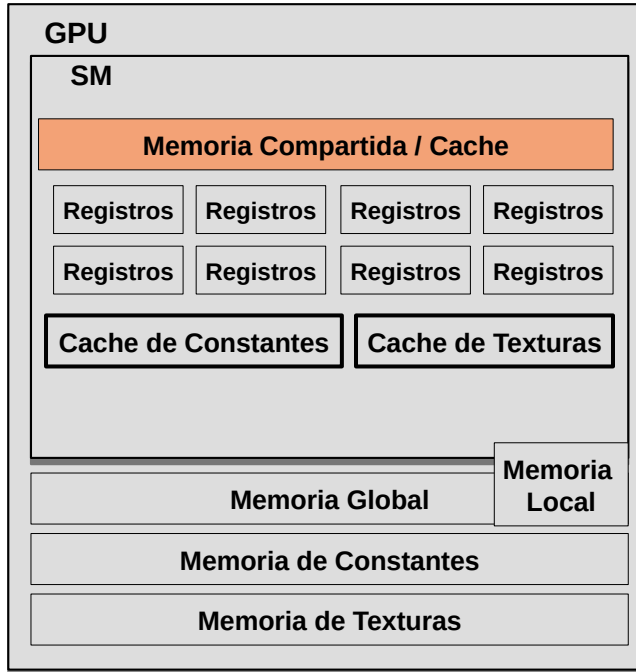 GPU
SM
Memoria Compartida / Cache
Registros Registros Registros Registros
Registros Registros Registros Registros
Cache de Constantes Cache de Texturas
Memoria Global
Memoria
Local
Memoria de Constantes
Memoria de Texturas